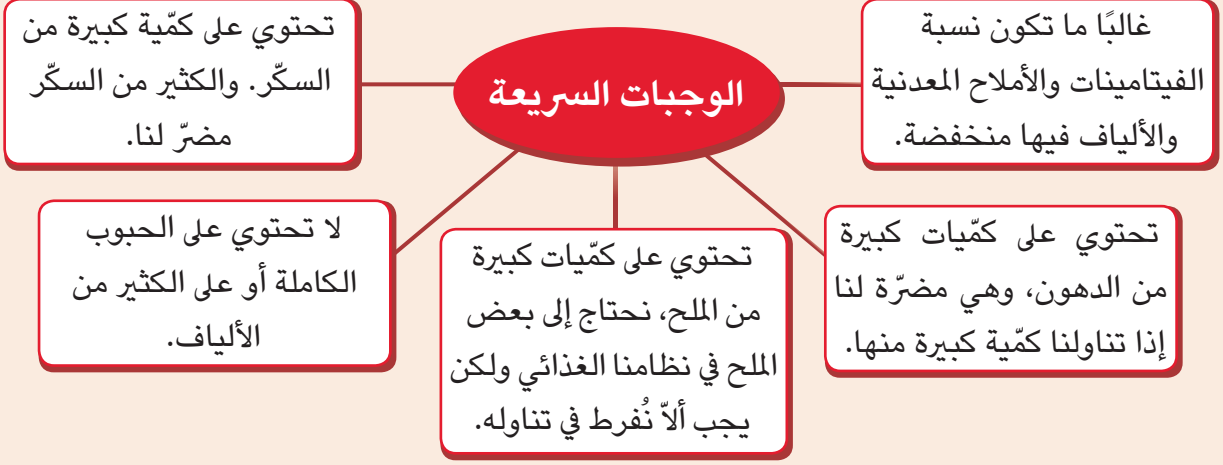 الوجبات السريعة
غالبًا ما تكون نسبة
الفيتامينات والأملاح المعدنية
والألياف فيها منخفضة.
تحتوي على كمّيات كبيرة
من الدهون، وهي مضرّة لنا
إذا تناولنا كمّية كبيرة منها.
تحتوي على كمّيات كبيرة
من الملح، نحتاج إلى بعض
الملح في نظامنا الغذائي ولكن
يجب ألاّ نُفرط في تناوله.
لا تحتوي على الحبوب
الكاملة أو على الكثير من
الألياف.
تحتوي على كمّية كبيرة من
السكّر. والكثير من السكّر
مضرّ لنا.